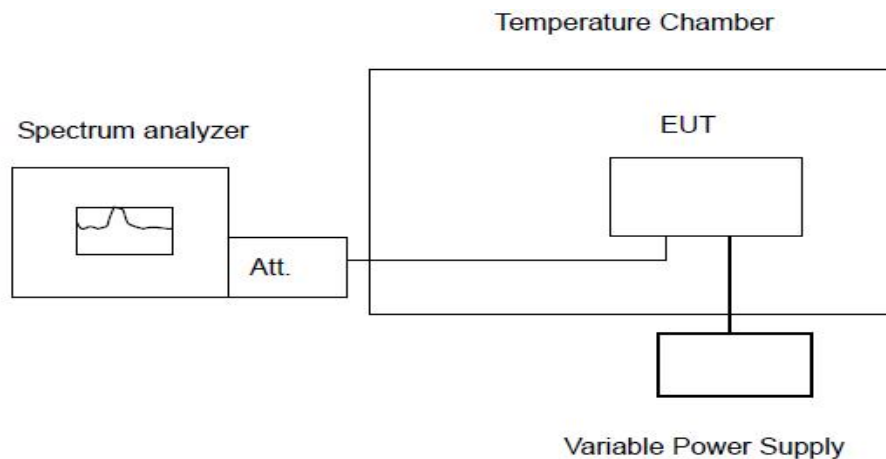 Temperature Chamber
Spectrum analyzer
EUT
Att.
Variable Power Supply